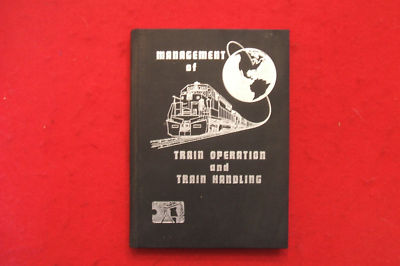 MANAGEMENT
of
TRAIN OPERATION
and
TRAIN HANDLING